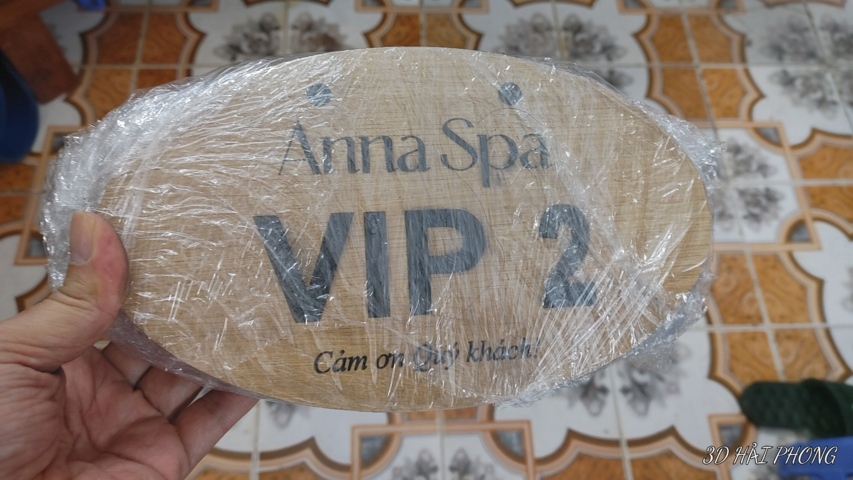 Anna Spa
VIP 2
Cảm ơn Quý khách!
3D HẢI PHONG